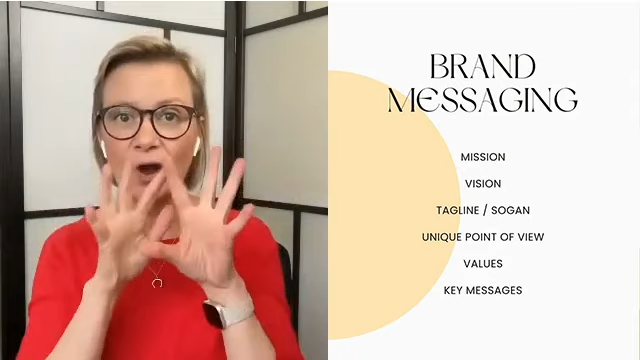 BRAND
MESSAGING
MISSION
VISION
TAGLINE / SOGAN
UNIQUE POINT OF VIEW
VALUES
KEY MESSAGES